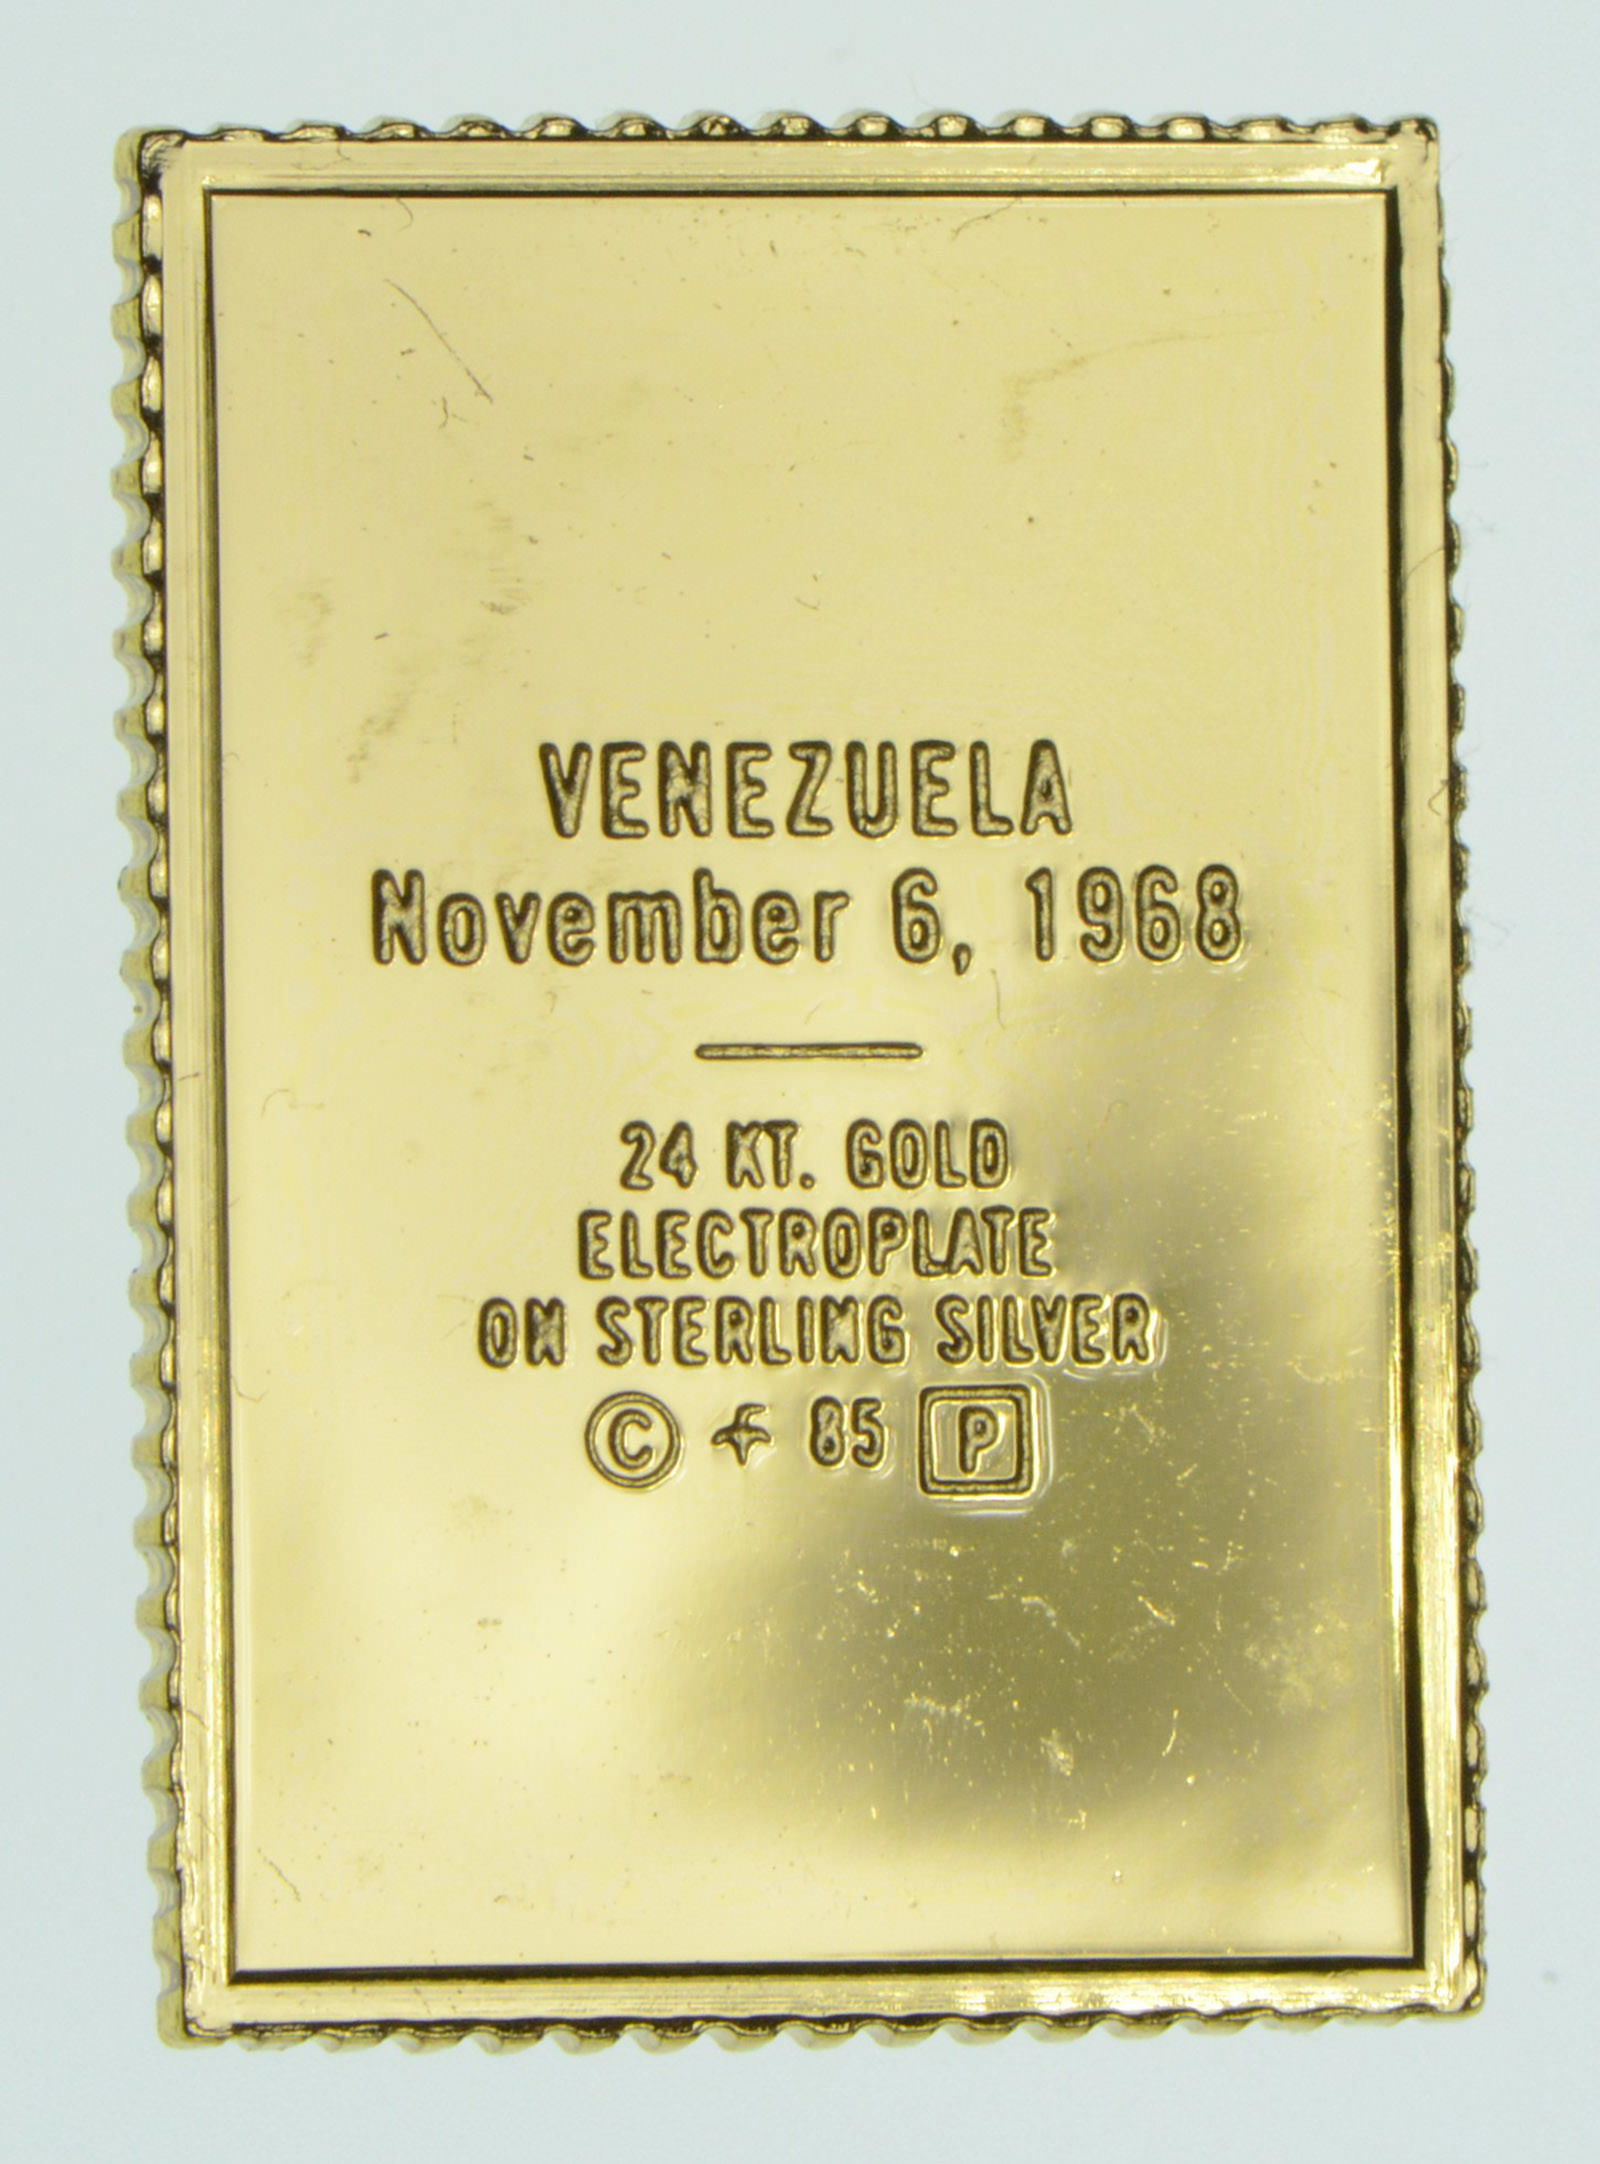 VENEZUELA
November 6, 1968
24 KT. GOLD
ELECTROPLATE
ON STERLING SILVER
© f 85 P